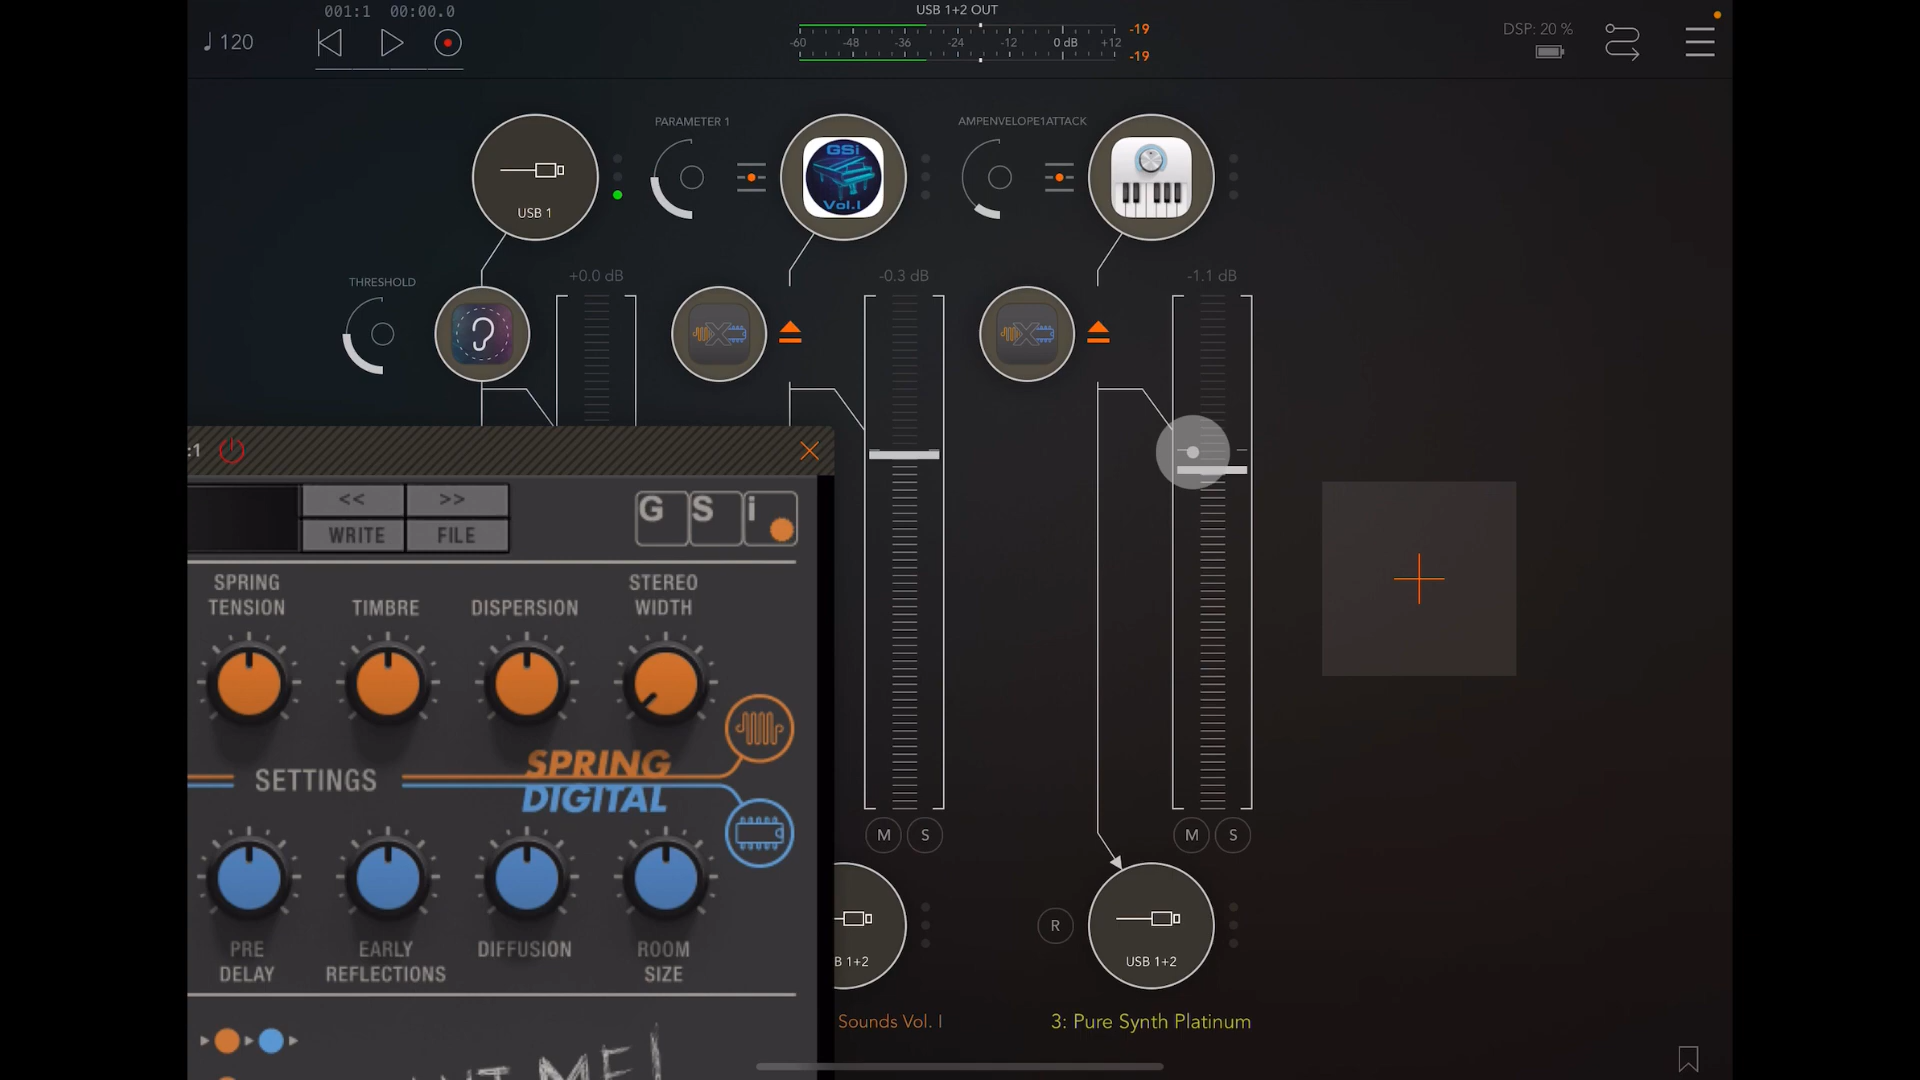 USB 1+2 OUT
001:1 00:00.0
120
-60 -48 -36 -24 -12 0 dB +12
-19
-19
DSP: 20 %
PARAMETER 1
AMPENVELOPE1ATTACK
GSi
Vol.I
USB 1
THRESHOLD
+0.0 dB
-0.3 dB
-1.1 dB
X
X
:1
<< >>
WRITE FILE
G S i
SPRING TENSION
TIMBRE
DISPERSION
STEREO WIDTH
SETTINGS
SPRING
DIGITAL
PRE DELAY
EARLY REFLECTIONS
DIFFUSION
ROOM SIZE
M S
M S
R
B 1+2
USB 1+2
Sounds Vol. I
3: Pure Synth Platinum
ME!